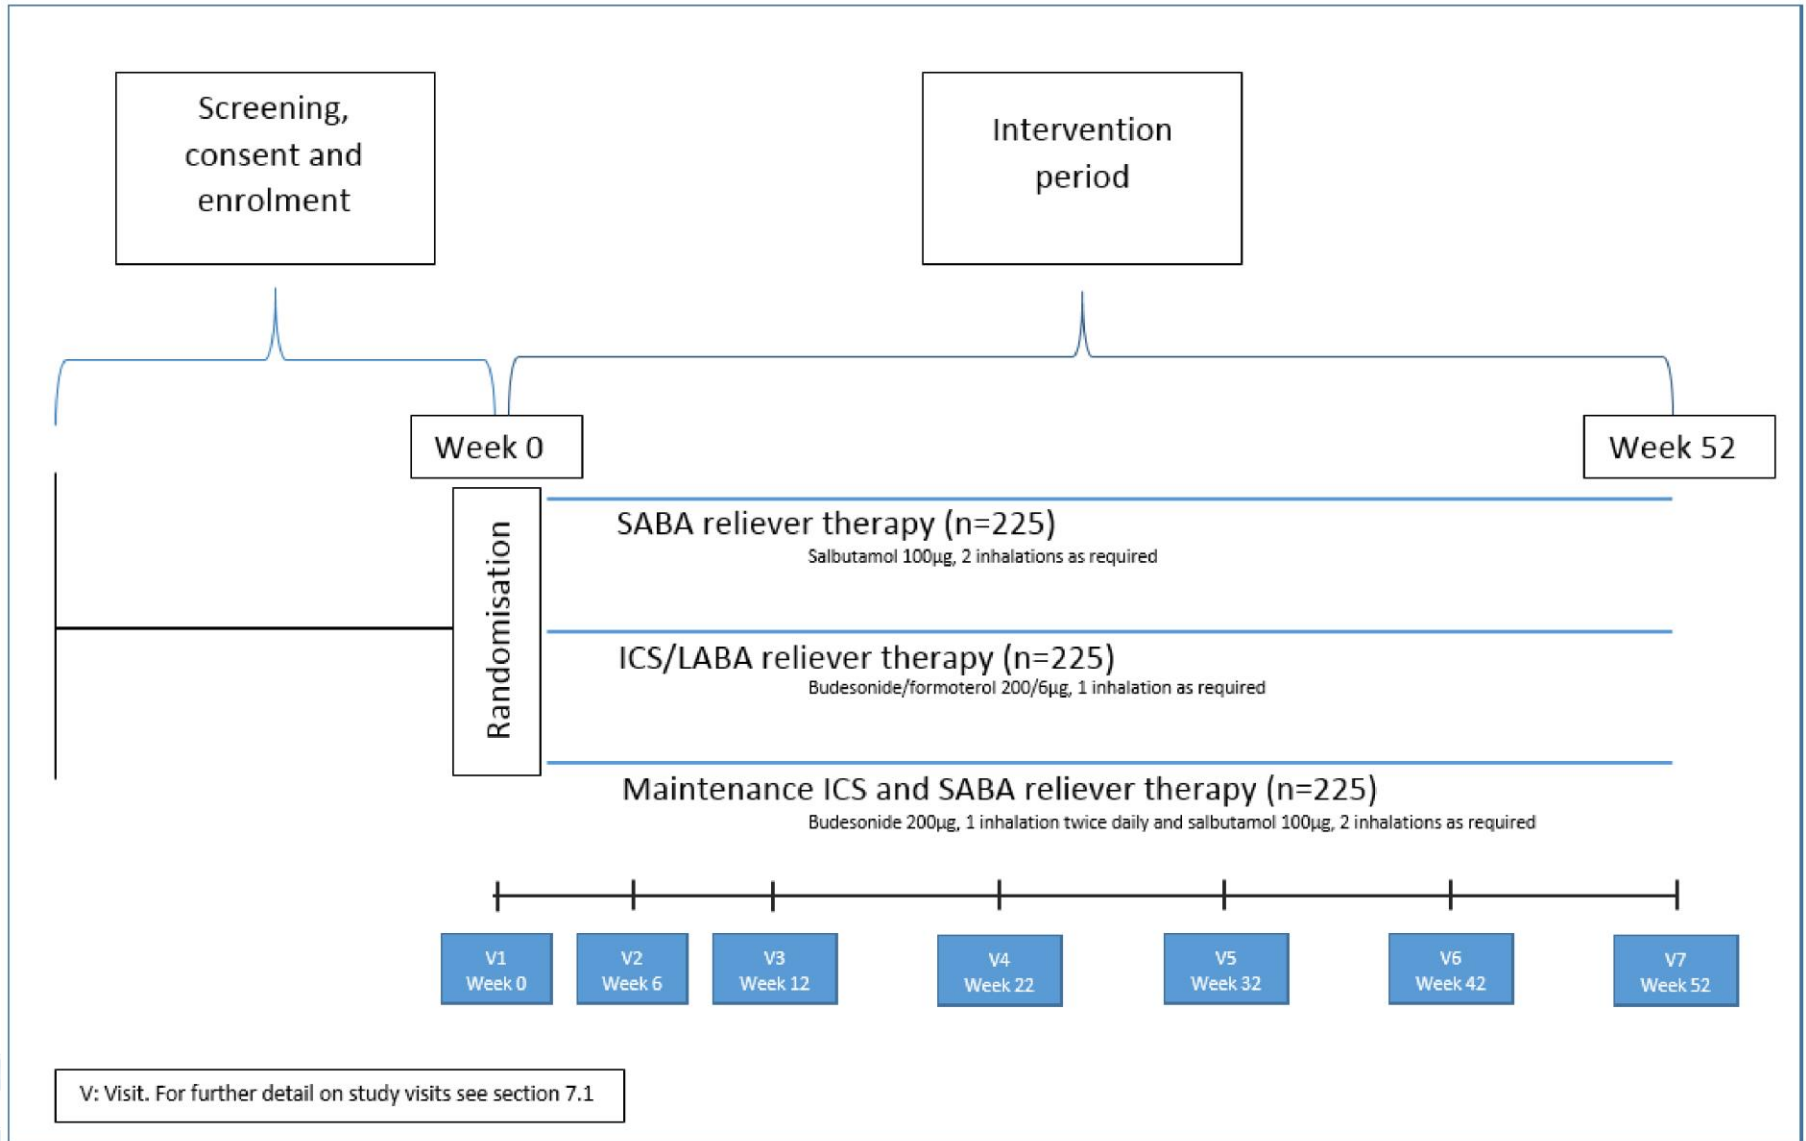 Screening,
consent and
enrolment
Intervention
period
Week 0
Week 52
Randomisation
SABA reliever therapy (n=225)
Salbutamol 100µg, 2 inhalations as required
ICS/LABA reliever therapy (n=225)
Budesonide/formoterol 200/6µg, 1 inhalation as required
Maintenance ICS and SABA reliever therapy (n=225)
Budesonide 200µg, 1 inhalation twice daily and salbutamol 100µg, 2 inhalations as required
V1
Week 0
V2
Week 6
V3
Week 12
V4
Week 22
V5
Week 32
V6
Week 42
V7
Week 52
V: Visit. For further detail on study visits see section 7.1